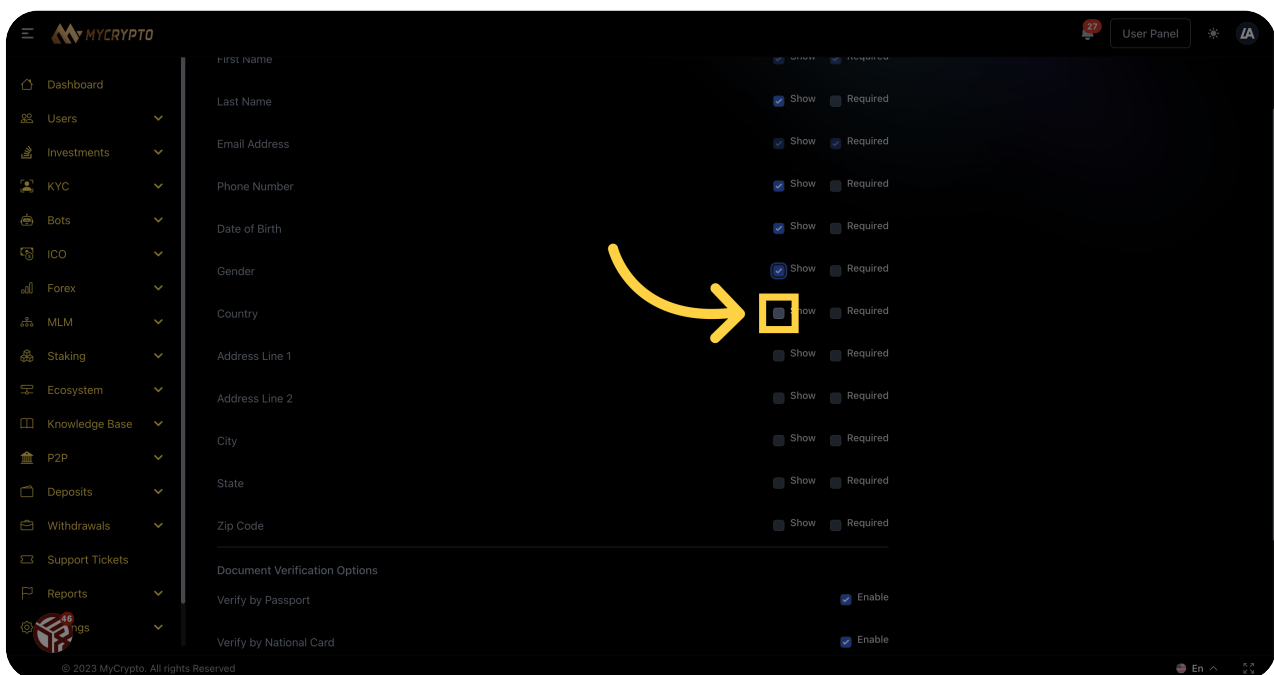 MYCRYPTO
27
User Panel
Dashboard
Users
Investments
KYC
Bots
ICO
Forex
MLM
Staking
Ecosystem
Knowledge Base
P2P
Deposits
Withdrawals
Support Tickets
Reports
46
ngs
First Name Show Required
Last Name Show Required
Email Address Show Required
Phone Number Show Required
Date of Birth Show Required
Gender Show Required
Country Show Required
Address Line 1 Show Required
Address Line 2 Show Required
City Show Required
State Show Required
Zip Code Show Required
Document Verification Options
Verify by Passport Enable
Verify by National Card Enable
© 2023 MyCrypto. All rights Reserved
En